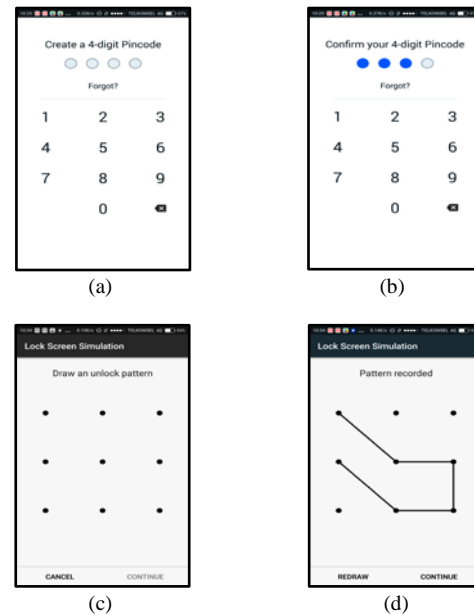 Create a 4-digit Pincode
Forgot?
1 2 3
4 5 6
7 8 9
0
(a)
Confirm your 4-digit Pincode
Forgot?
1 2 3
4 5 6
7 8 9
0
(b)
Lock Screen Simulation
Draw an unlock pattern
CANCEL CONTINUE
(c)
Lock Screen Simulation
Pattern recorded
REDRAW CONTINUE
(d)